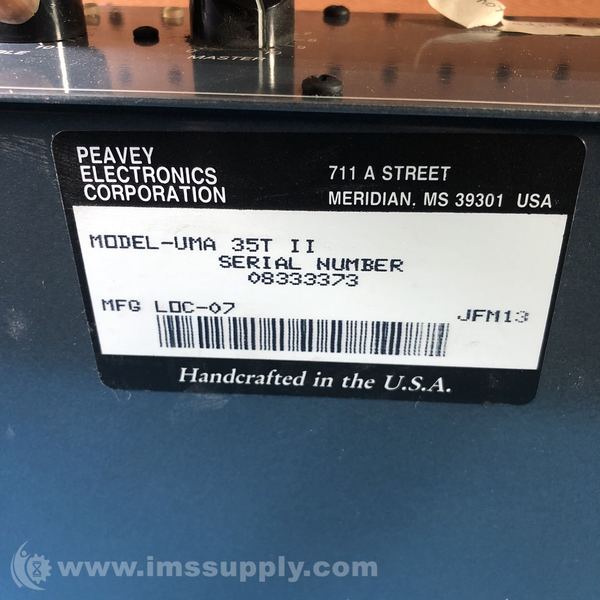 MASTER
PEAVEY
ELECTRONICS
CORPORATION
711 A STREET
MERIDIAN, MS 39301 USA
MODEL-UMA 35T II
SERIAL NUMBER
08333373
MFG LOC-07
JFM13
Handcrafted in the U.S.A.
www.imssupply.com